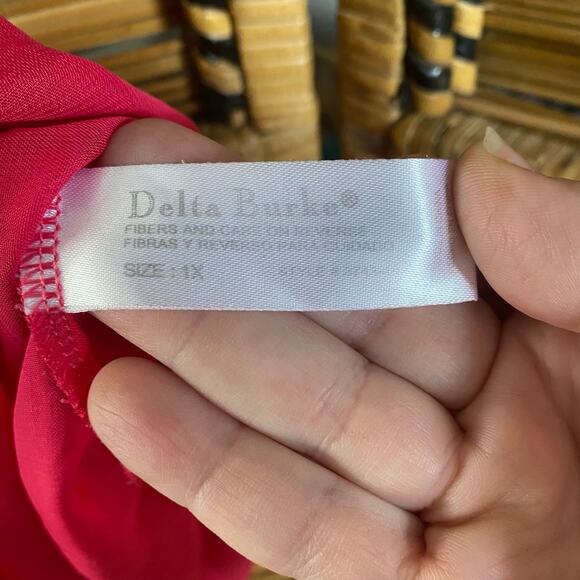 Delta Burke®
FIBERS AND CARE ON REVERSE
FIBRAS Y REVERSO PARA CUIDADO
SIZE : 1X